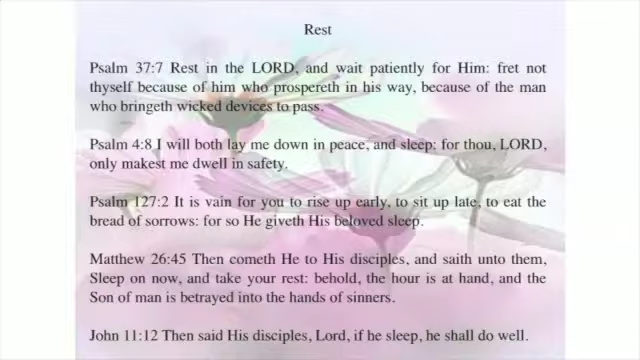 Rest
Psalm 37:7 Rest in the LORD, and wait patiently for Him: fret not
thyself because of him who prospereth in his way, because of the man
who bringeth wicked devices to pass.
Psalm 4:8 I will both lay me down in peace, and sleep: for thou, LORD,
only makest me dwell in safety.
Psalm 127:2 It is vain for you to rise up early, to sit up late, to eat the
bread of sorrows: for so He giveth His beloved sleep.
Matthew 26:45 Then cometh He to His disciples, and saith unto them,
Sleep on now, and take your rest: behold, the hour is at hand, and the
Son of man is betrayed into the hands of sinners.
John 11:12 Then said His disciples, Lord, if he sleep, he shall do well.